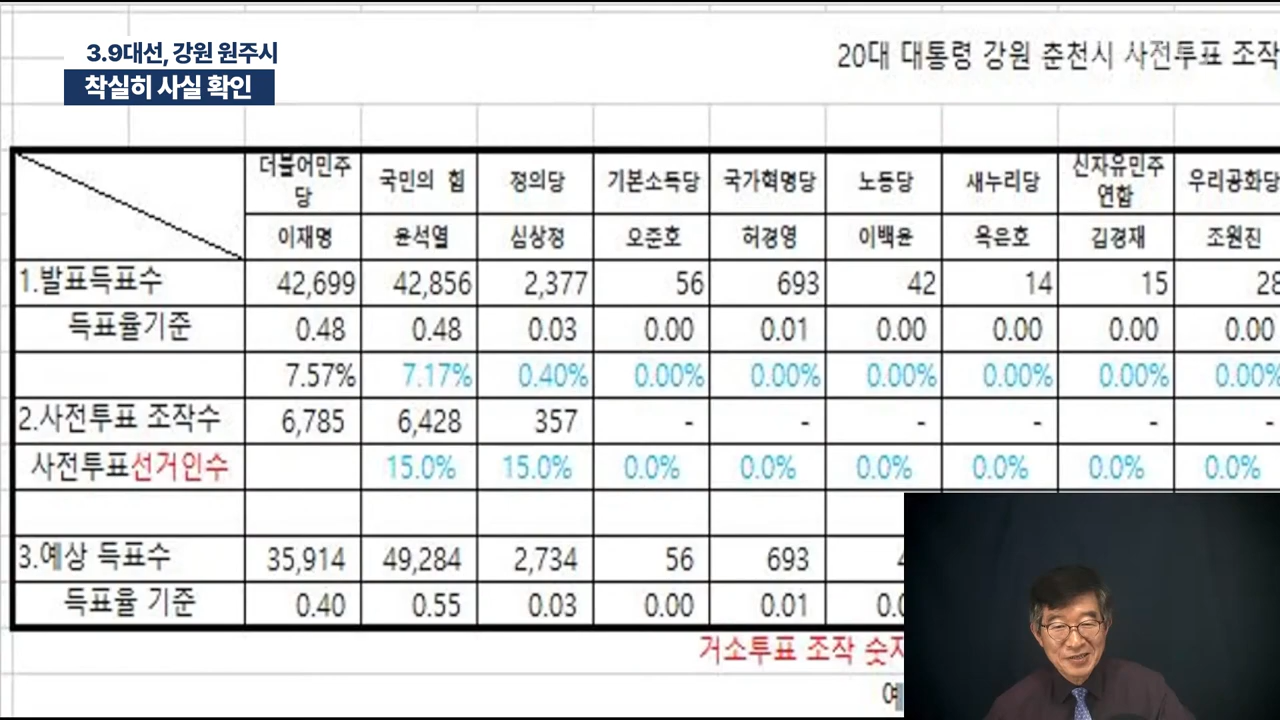 3.9대선, 강원 원주시
착실히 사실 확인
20대 대통령 강원 춘천시 사전투표 조작
더불어민주당 국민의 힘 정의당 기본소득당 국가혁명당 노동당 새누리당 신자유민주연합 우리공화당
이재명 윤석열 심상정 오준호 허경영 이백윤 옥은호 김경재 조원진
1.발표득표수 42,699 42,856 2,377 56 693 42 14 15 28
득표율기준 0.48 0.48 0.03 0.00 0.01 0.00 0.00 0.00 0.00
7.57% 7.17% 0.40% 0.00% 0.00% 0.00% 0.00% 0.00% 0.00%
2.사전투표 조작수 6,785 6,428 357 - - - - - -
사전투표선거인수 15.0% 15.0% 0.0% 0.0% 0.0% 0.0% 0.0% 0.0%
3.예상 득표수 35,914 49,284 2,734 56 693
득표율 기준 0.40 0.55 0.03 0.00 0.01
거소투표 조작 숫자